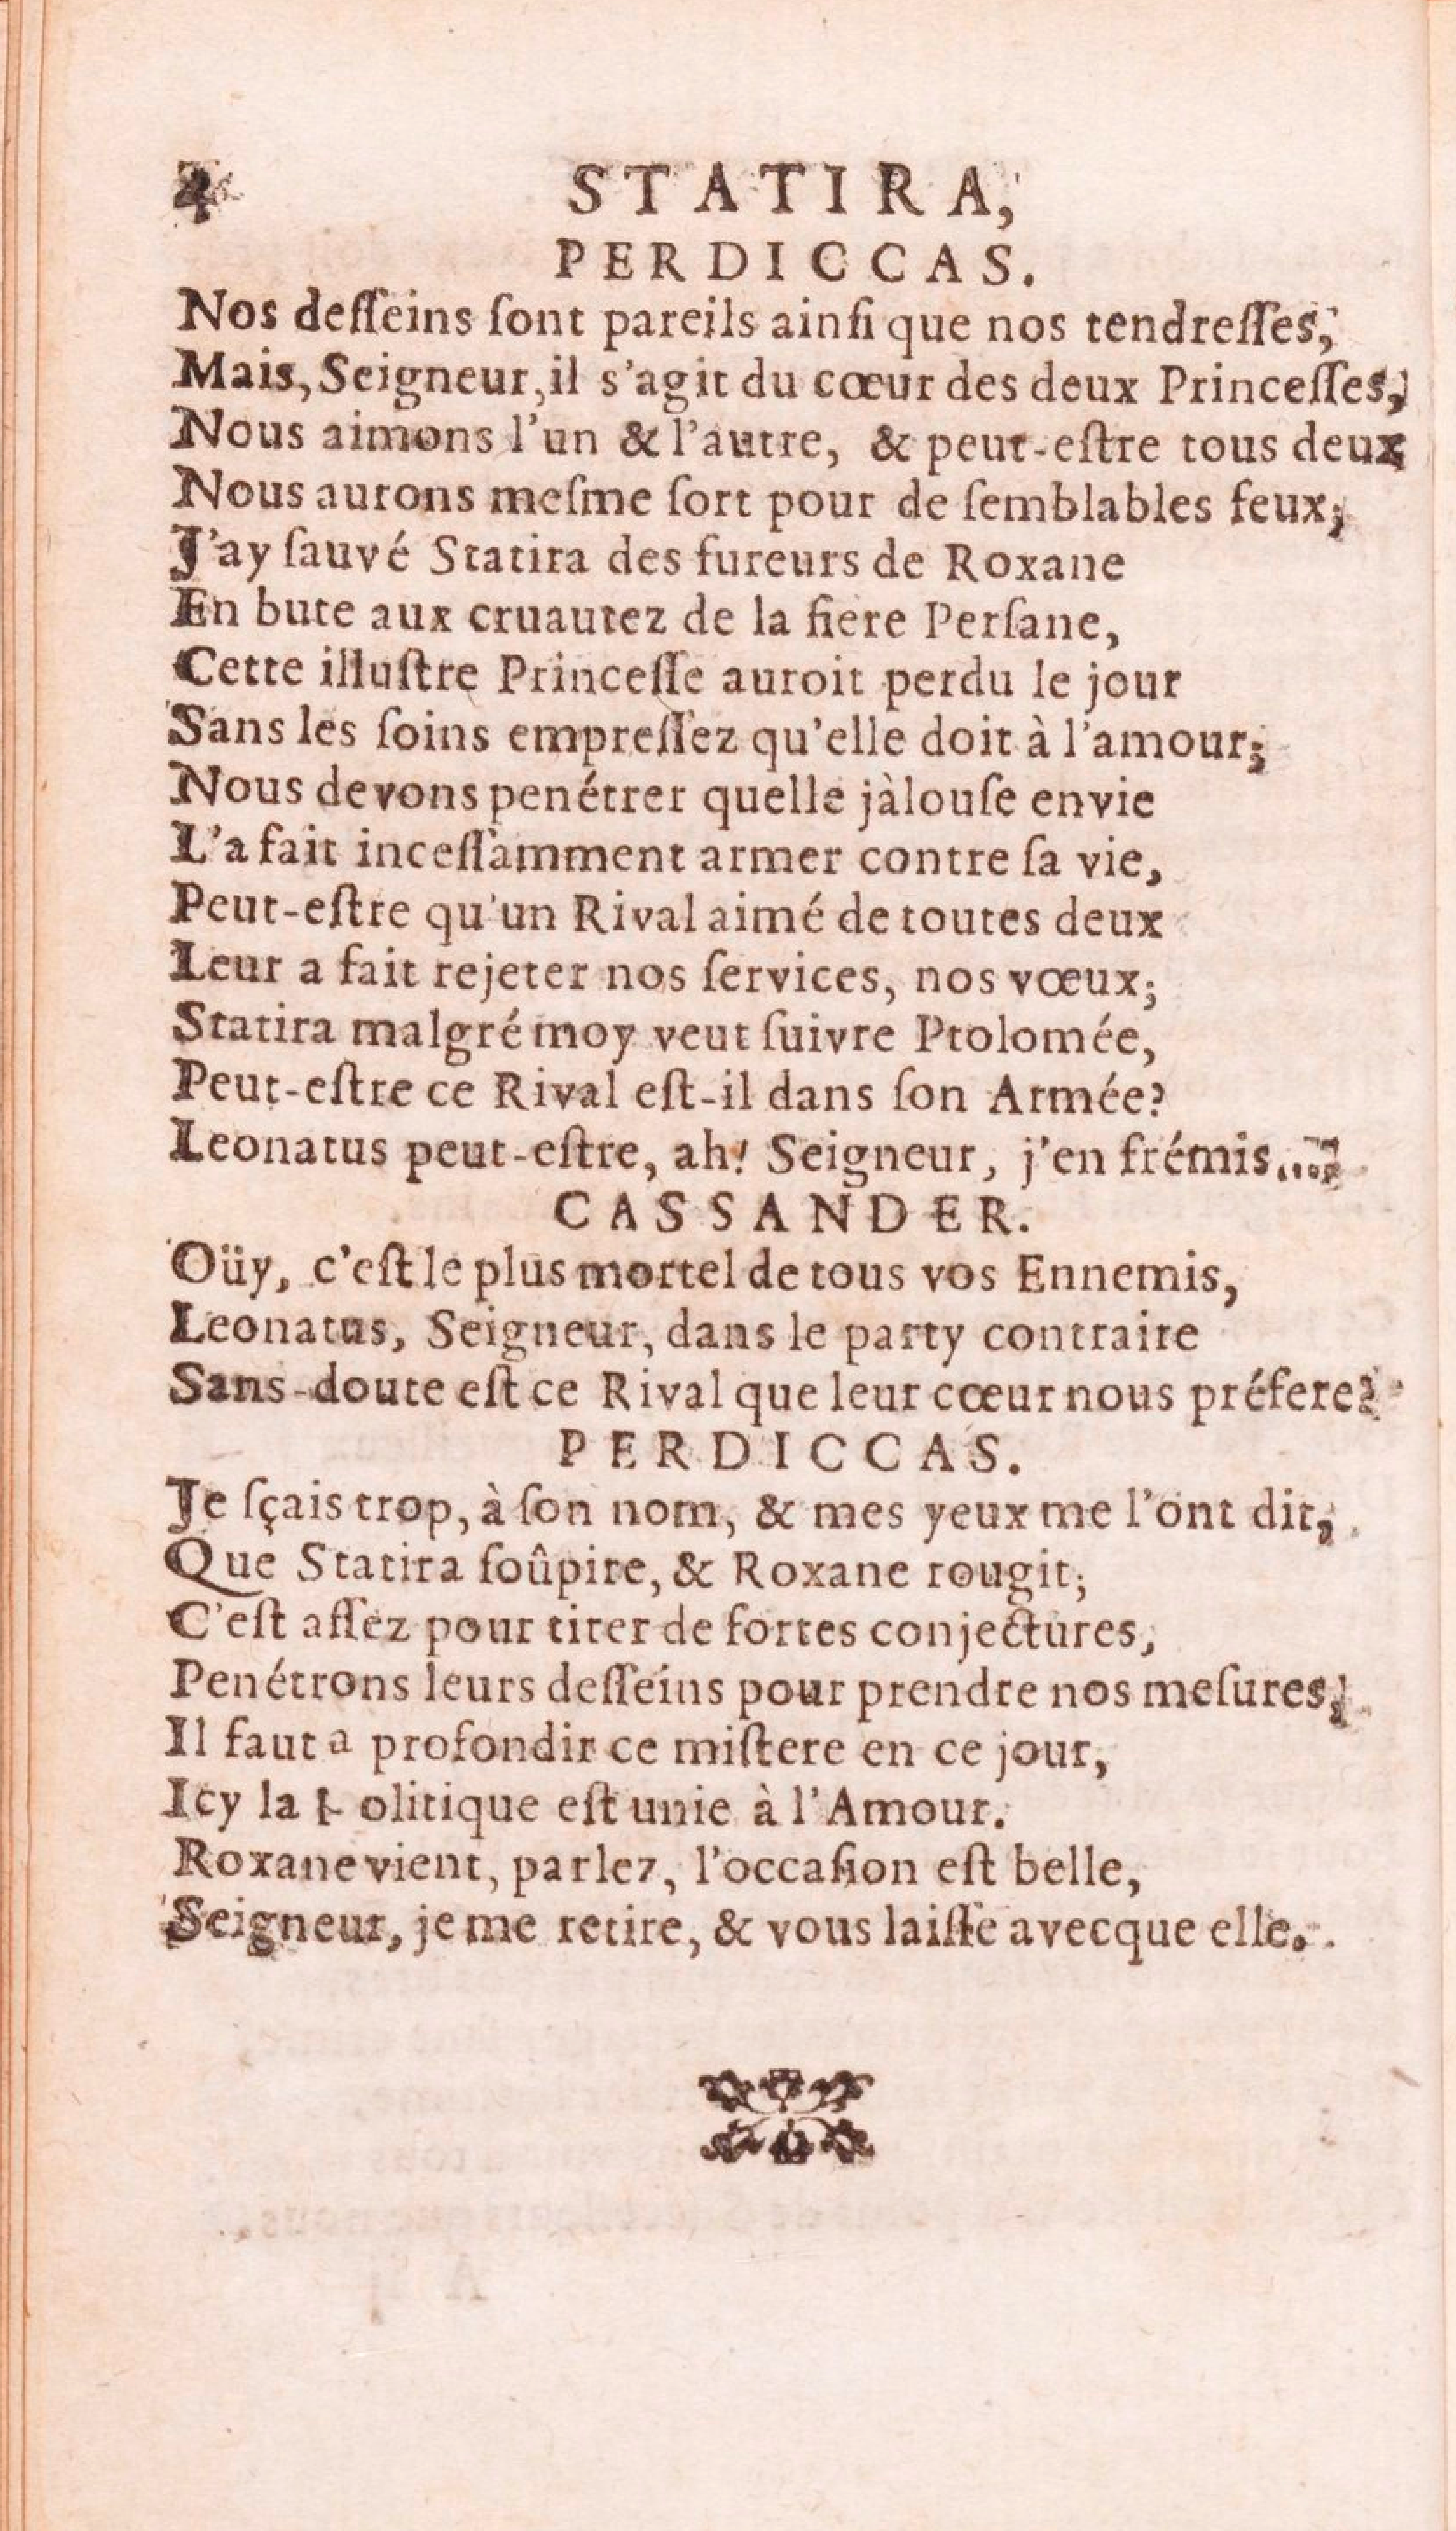 4 STATIRA,
PERDICCAS.
Nos deſſeins ſont pareils ainſi que nos tendreſſes,
Mais, Seigneur, il s'agit du cœur des deux Princeſſes,
Nous aimons l'un & l'autre, & peut-eſtre tous deux
Nous aurons meſme ſort pour de ſemblables feux;
J'ay ſauvé Statira des fureurs de Roxane
En bute aux cruautez de la fiere Perſane,
Cette illuſtre Princeſſe auroit perdu le jour
Sans les ſoins empreſſez qu'elle doit à l'amour;
Nous devons penétrer quelle jàlouſe envie
L'a fait inceſſamment armer contre ſa vie,
Peut-eſtre qu'un Rival aimé de toutes deux
Leur a fait rejeter nos ſervices, nos vœux;
Statira malgré moy veut ſuivre Ptolomée,
Peut-eſtre ce Rival eſt-il dans ſon Armée?
Leonatus peut-eſtre, ah! Seigneur, j'en frémis....
CASSANDER.
Oüy, c'eſt le plus mortel de tous vos Ennemis,
Leonatus, Seigneur, dans le party contraire
Sans-doute eſt ce Rival que leur cœur nous préfere?
PERDICCAS.
Je ſçais trop, à ſon nom, & mes yeux me l'ont dit,
Que Statira ſoûpire, & Roxane rougit;
C'eſt aſſez pour tirer de fortes conjectures,
Penétrons leurs deſſeins pour prendre nos meſures;
Il faut a profondir ce miſtere en ce jour,
Icy la Politique eſt unie à l'Amour.
Roxane vient, parlez, l'occaſion eſt belle,
Seigneur, je me retire, & vous laiſſe avecque elle.